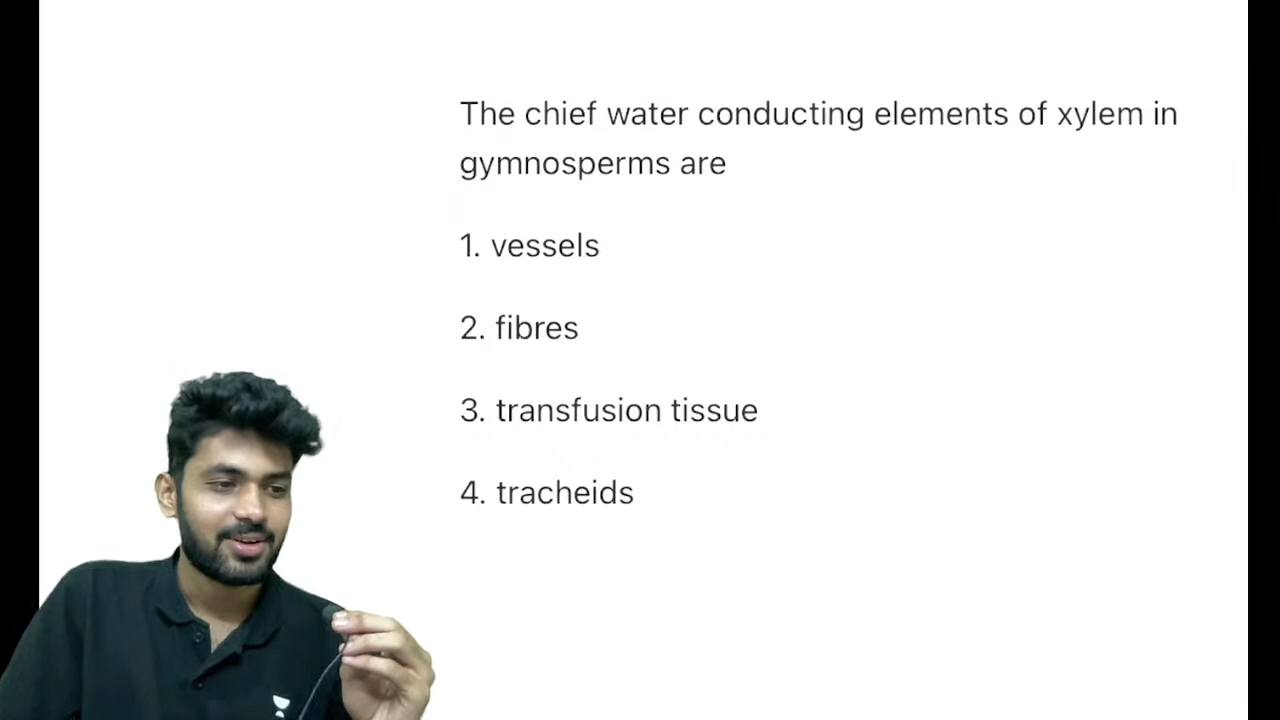 The chief water conducting elements of xylem in
gymnosperms are
1. vessels
2. fibres
3. transfusion tissue
4. tracheids